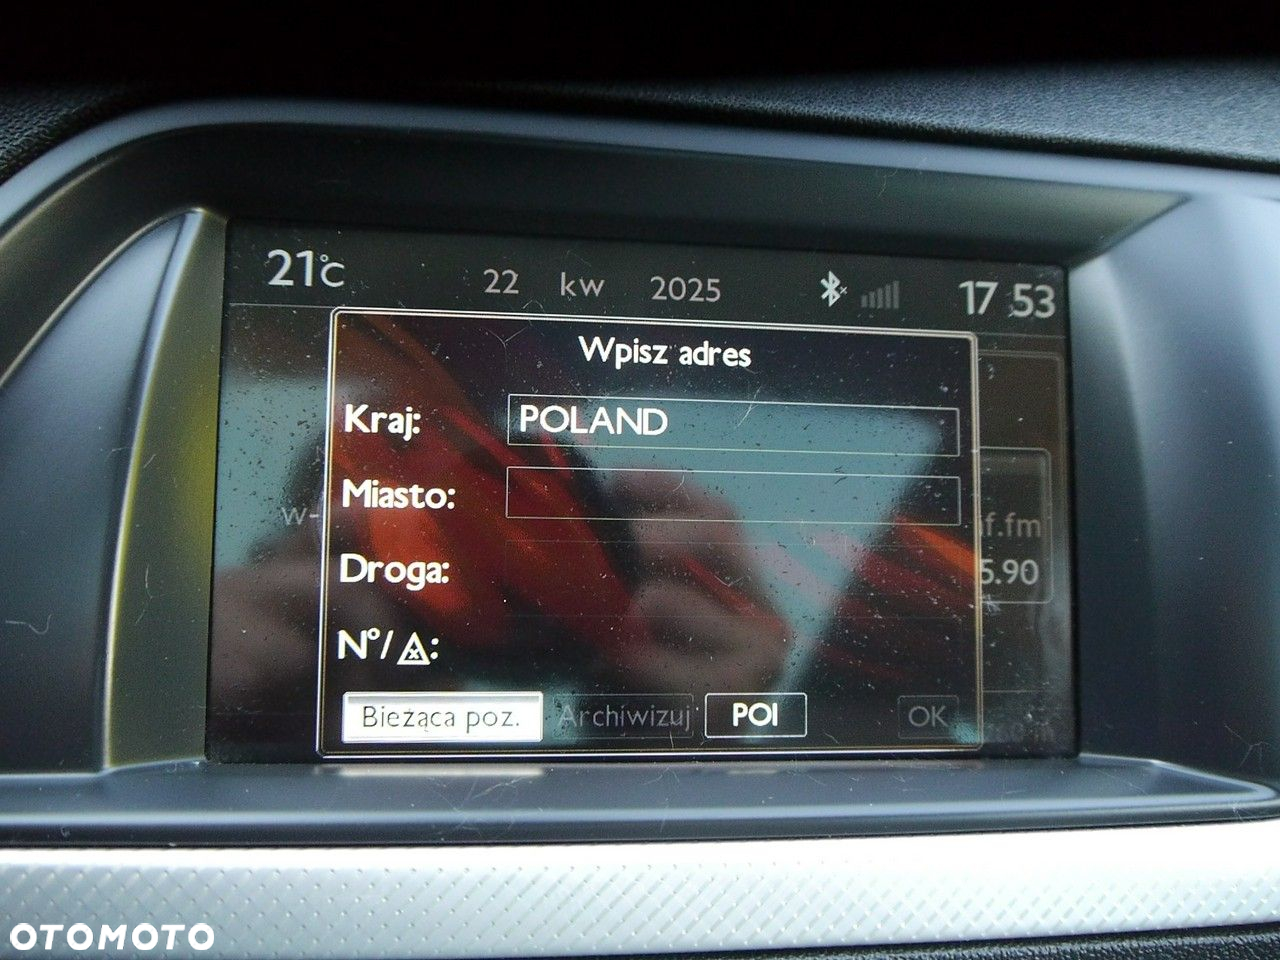 21°C 22 kw 2025 17 53
Wpisz adres
Kraj: POLAND
Miasto:
W-
f.fm
Droga:
5.90
N°/
Bieżąca poz. Archiwizuj POI OK
OTOMOTO